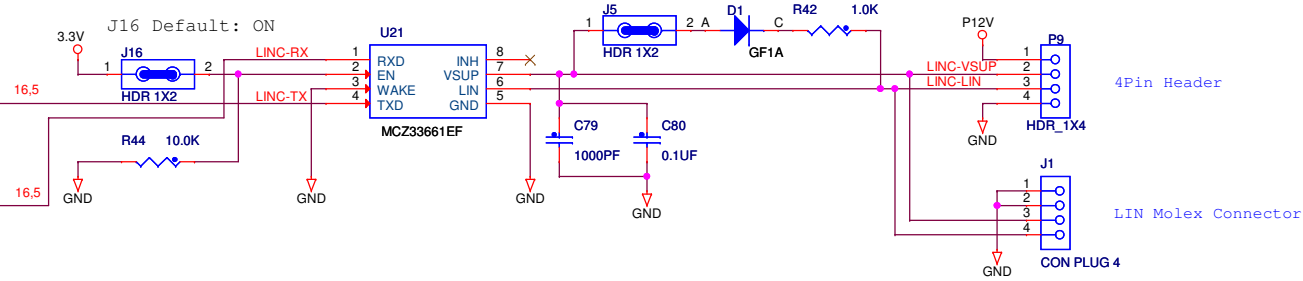 J16 Default: ON
3.3V
J16
1
2
HDR 1X2
16,5
LINC-RX
LINC-TX
R44
10.0K
GND
16,5
GND
U21
1
RXD
2
EN
3
WAKE
4
TXD
INH
8
VSUP
7
LIN
6
GND
5
MCZ33661EF
GND
J5
1
2
HDR 1X2
A
D1
C
GF1A
R42
1.0K
C79
1000PF
C80
0.1UF
GND
P12V
P9
LINC-VSUP
LINC-LIN
1
2
3
4
HDR_1X4
GND
4Pin Header
J1
1
2
3
4
CON PLUG 4
GND
LIN Molex Connector